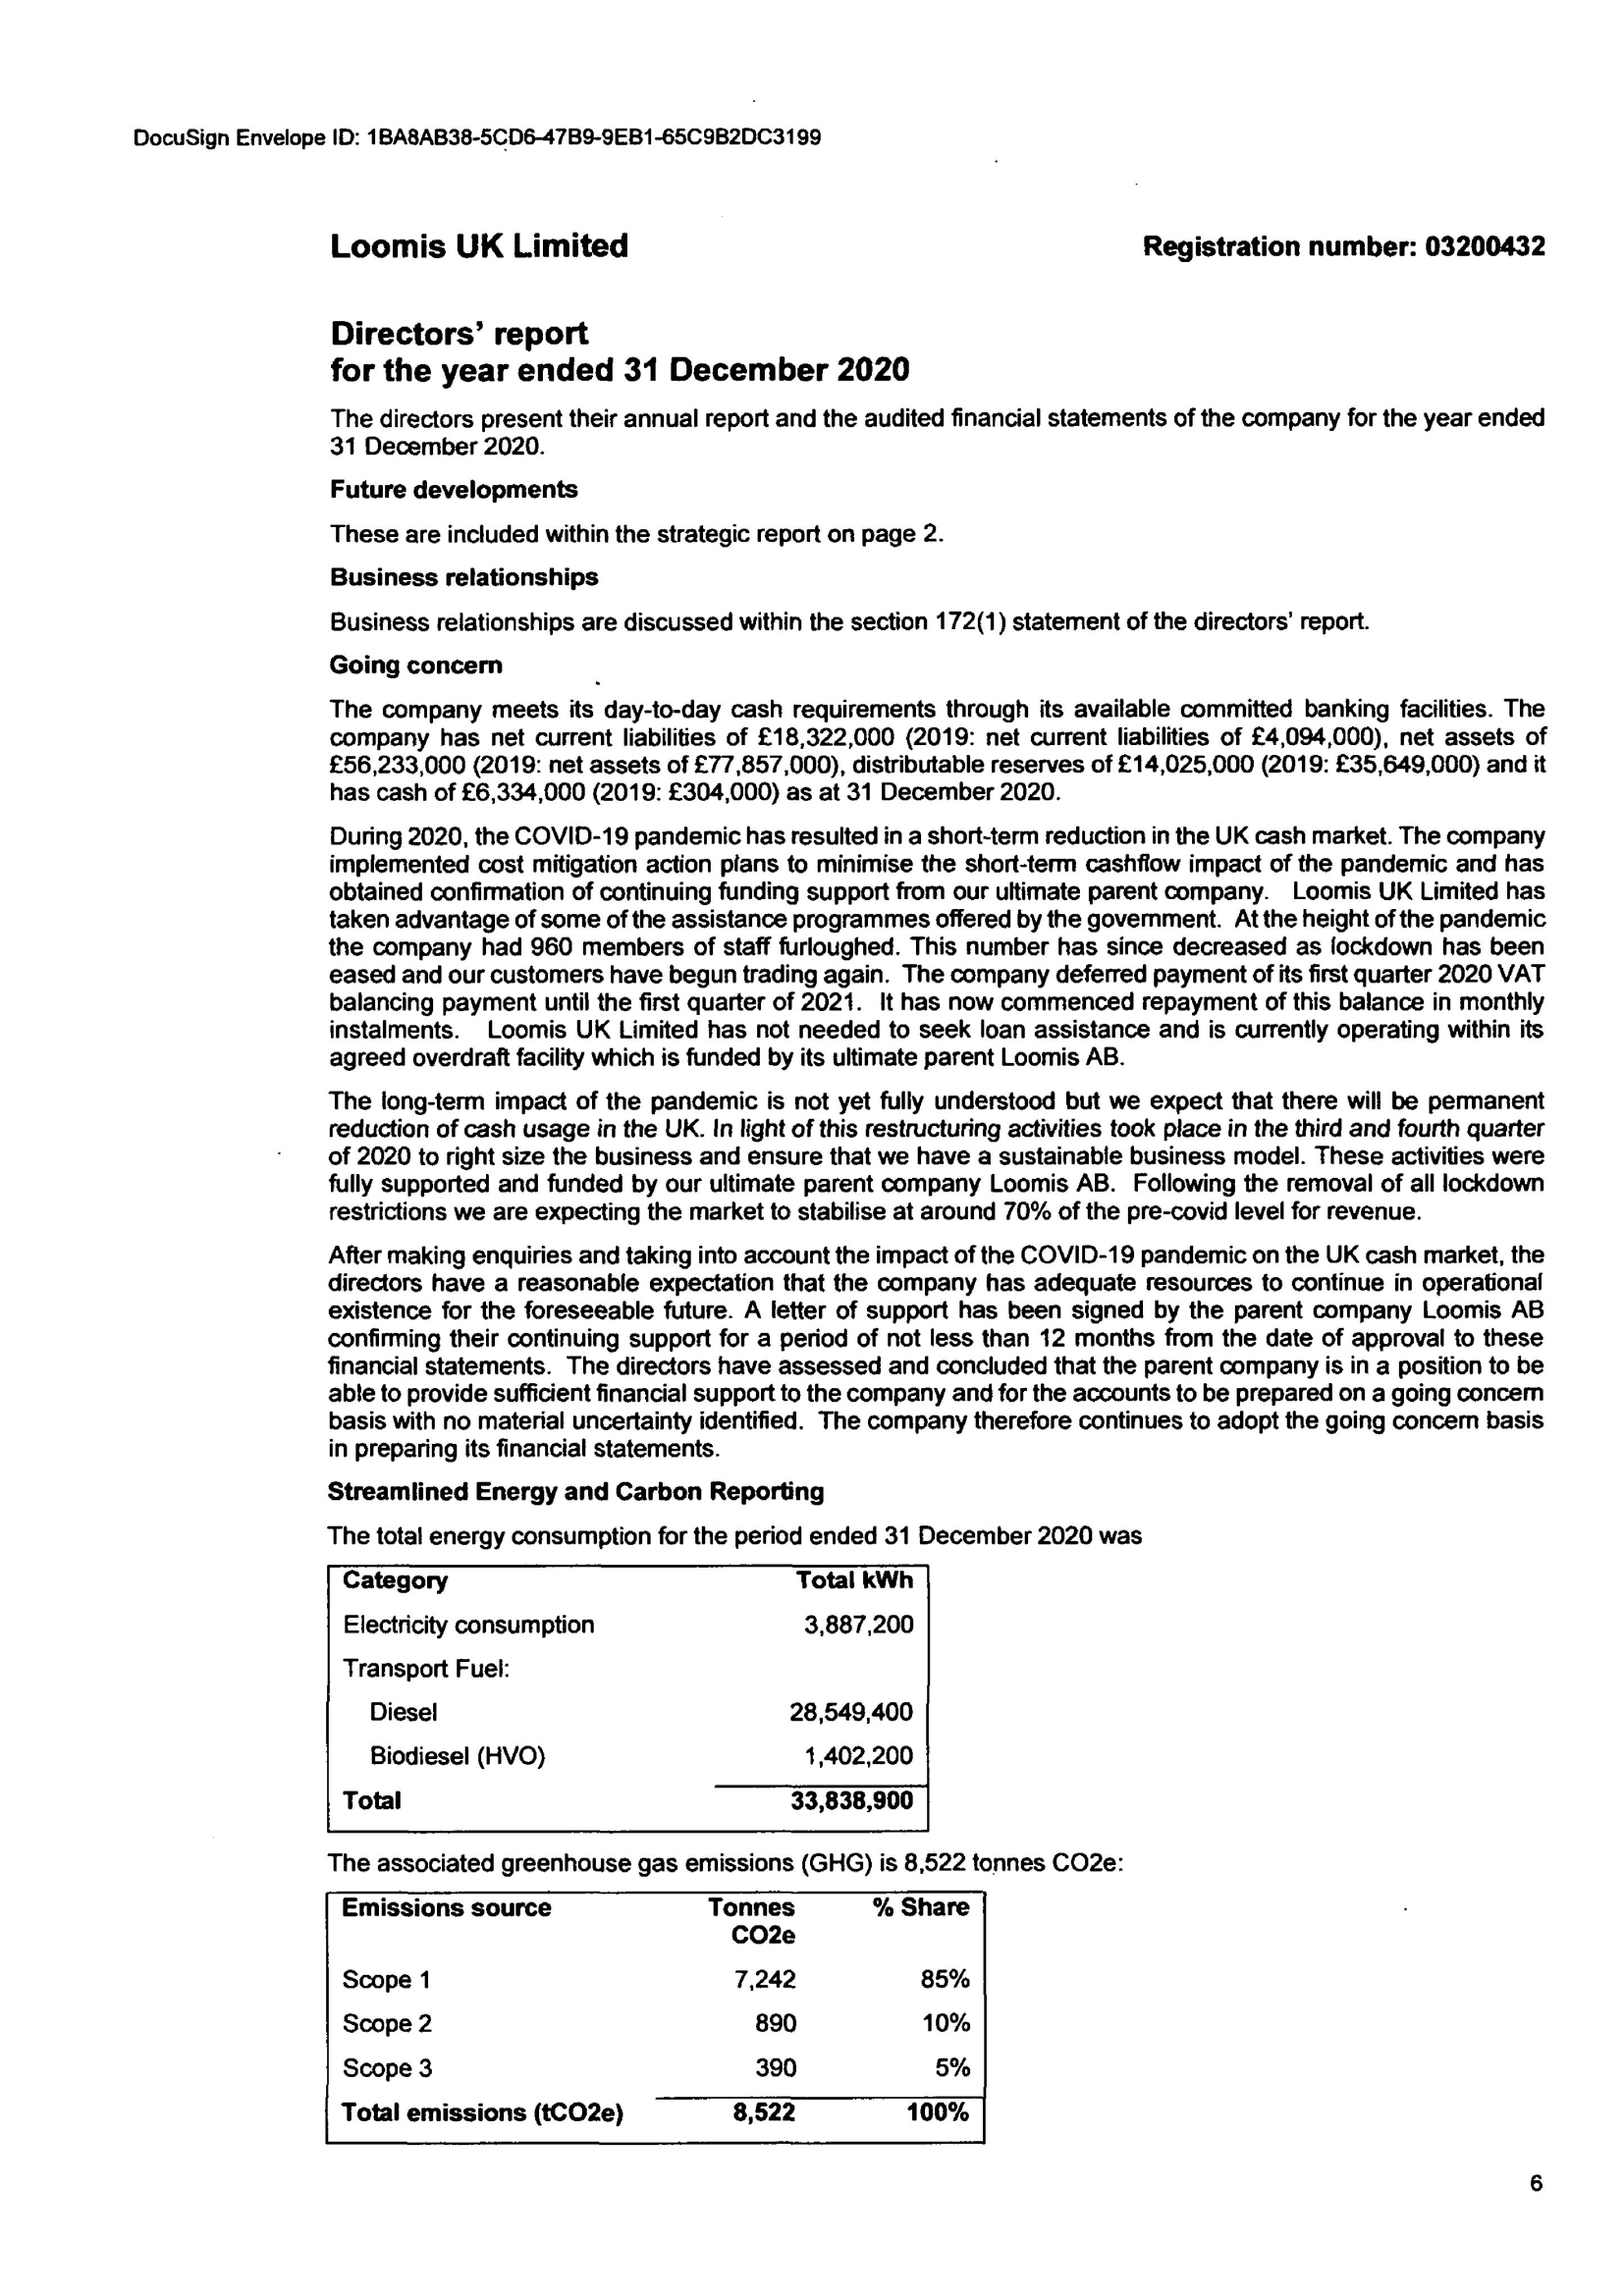 DocuSign Envelope ID: 1BA8AB38-5CD6-47B9-9EB1-65C9B2DC3199
Loomis UK Limited Registration number: 03200432
Directors' report
for the year ended 31 December 2020
The directors present their annual report and the audited financial statements of the company for the year ended
31 December 2020.
Future developments
These are included within the strategic report on page 2.
Business relationships
Business relationships are discussed within the section 172(1) statement of the directors' report.
Going concern
The company meets its day-to-day cash requirements through its available committed banking facilities. The
company has net current liabilities of £18,322,000 (2019: net current liabilities of £4,094,000), net assets of
£56,233,000 (2019: net assets of £77,857,000), distributable reserves of £14,025,000 (2019: £35,649,000) and it
has cash of £6,334,000 (2019: £304,000) as at 31 December 2020.
During 2020, the COVID-19 pandemic has resulted in a short-term reduction in the UK cash market. The company
implemented cost mitigation action plans to minimise the short-term cashflow impact of the pandemic and has
obtained confirmation of continuing funding support from our ultimate parent company. Loomis UK Limited has
taken advantage of some of the assistance programmes offered by the government. At the height of the pandemic
the company had 960 members of staff furloughed. This number has since decreased as lockdown has been
eased and our customers have begun trading again. The company deferred payment of its first quarter 2020 VAT
balancing payment until the first quarter of 2021. It has now commenced repayment of this balance in monthly
instalments. Loomis UK Limited has not needed to seek loan assistance and is currently operating within its
agreed overdraft facility which is funded by its ultimate parent Loomis AB.
The long-term impact of the pandemic is not yet fully understood but we expect that there will be permanent
reduction of cash usage in the UK. In light of this restructuring activities took place in the third and fourth quarter
of 2020 to right size the business and ensure that we have a sustainable business model. These activities were
fully supported and funded by our ultimate parent company Loomis AB. Following the removal of all lockdown
restrictions we are expecting the market to stabilise at around 70% of the pre-covid level for revenue.
After making enquiries and taking into account the impact of the COVID-19 pandemic on the UK cash market, the
directors have a reasonable expectation that the company has adequate resources to continue in operational
existence for the foreseeable future. A letter of support has been signed by the parent company Loomis AB
confirming their continuing support for a period of not less than 12 months from the date of approval to these
financial statements. The directors have assessed and concluded that the parent company is in a position to be
able to provide sufficient financial support to the company and for the accounts to be prepared on a going concern
basis with no material uncertainty identified. The company therefore continues to adopt the going concern basis
in preparing its financial statements.
Streamlined Energy and Carbon Reporting
The total energy consumption for the period ended 31 December 2020 was
Category Total kWh
Electricity consumption 3,887,200
Transport Fuel:
Diesel 28,549,400
Biodiesel (HVO) 1,402,200
Total 33,838,900
The associated greenhouse gas emissions (GHG) is 8,522 tonnes CO2e:
Emissions source Tonnes % Share
CO2e
Scope 1 7,242 85%
Scope 2 890 10%
Scope 3 390 5%
Total emissions (tCO2e) 8,522 100%
6